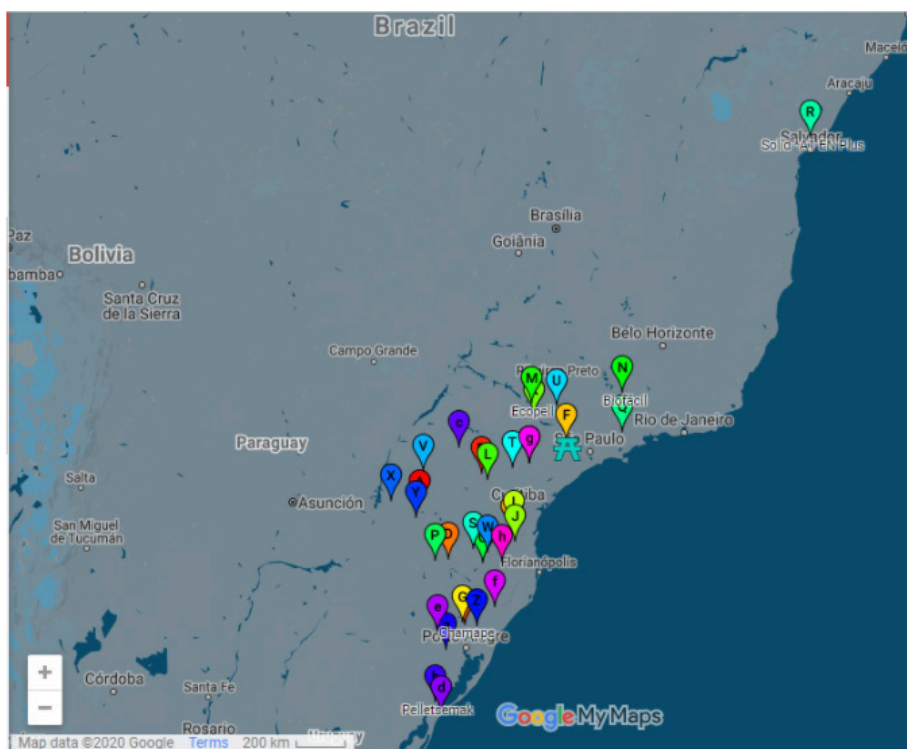 Brazil
Maceió
Aracaju
R
Salvador
Brasília
Goiânia
Paz
Bolivia
Santa Cruz
de la Sierra
Belo Horizonte
Campo Grande
M
U
N
Ecopell
Biofácil
F
Rio de Janeiro
C
T
g
São Paulo
L
V
Paraguay
X
Y
Asunción
Curitiba
J
Salta
San Miguel
de Tucumán
S
W
P
D
h
Florianópolis
f
G
Z
e
Chamape
Porto Alegre
d
Pelletsemak
+
−
Córdoba
Santa Fe
Rosario
Uruguay
Google My Maps
Map data ©2020 Google Terms 200 km